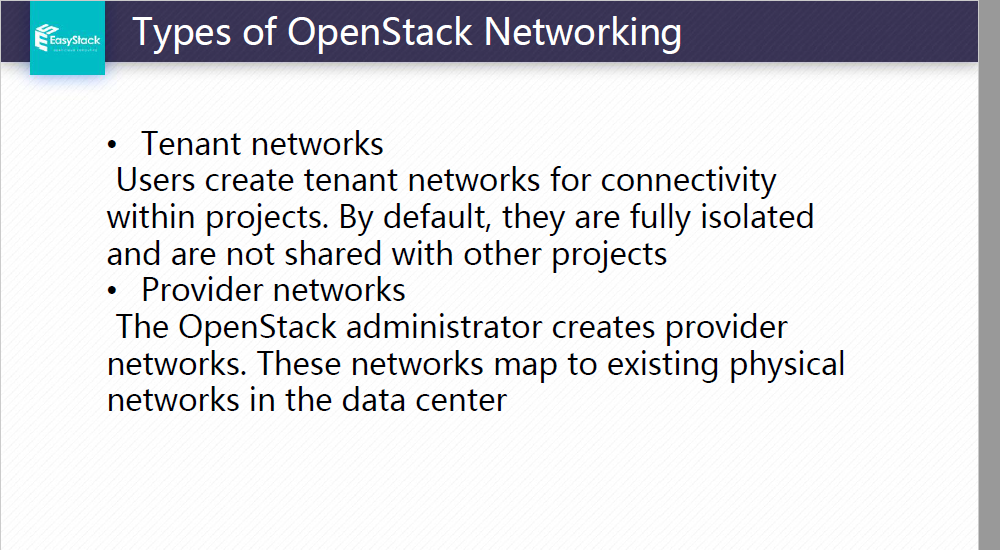 EasyStack
Types of OpenStack Networking
• Tenant networks
Users create tenant networks for connectivity
within projects. By default, they are fully isolated
and are not shared with other projects
• Provider networks
The OpenStack administrator creates provider
networks. These networks map to existing physical
networks in the data center